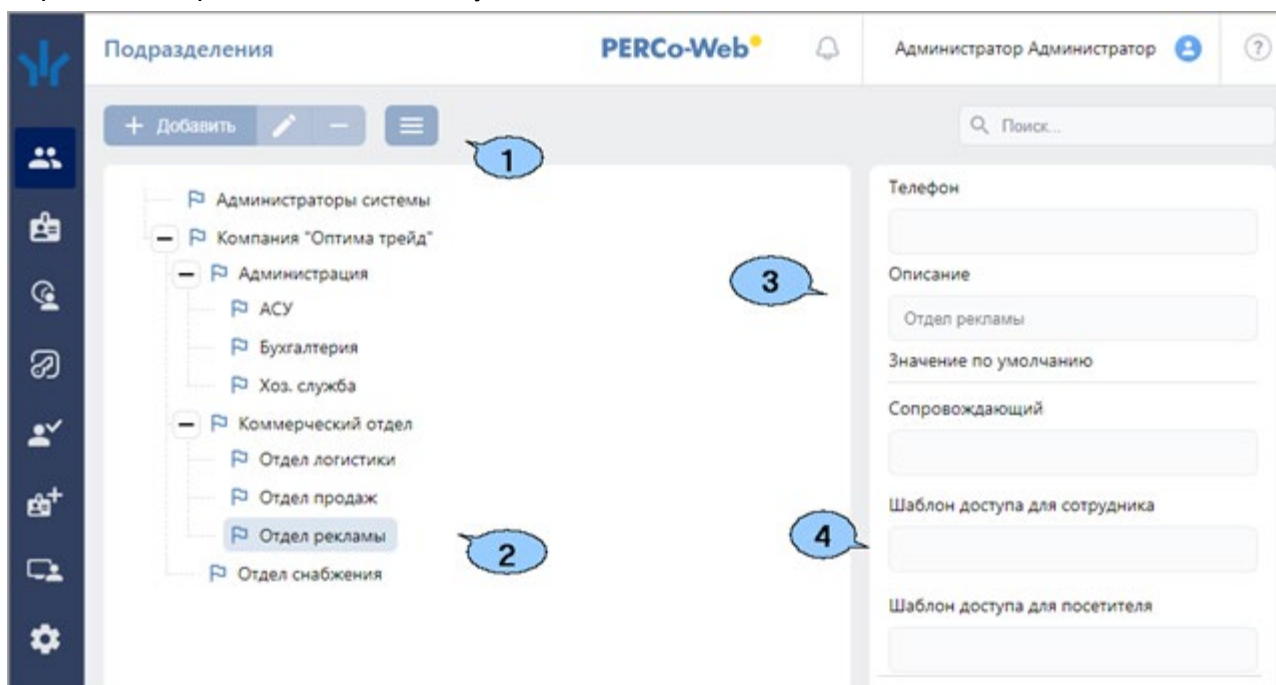 Подразделения
PERCo-Web
Администратор Администратор
?
+ Добавить
Поиск...
1
Администраторы системы
Компания "Оптима трейд"
Администрация
АСУ
Бухгалтерия
Хоз. служба
Коммерческий отдел
Отдел логистики
Отдел продаж
Отдел рекламы
Отдел снабжения
2
3
4
Телефон
Описание
Отдел рекламы
Значение по умолчанию
Сопровождающий
Шаблон доступа для сотрудника
Шаблон доступа для посетителя